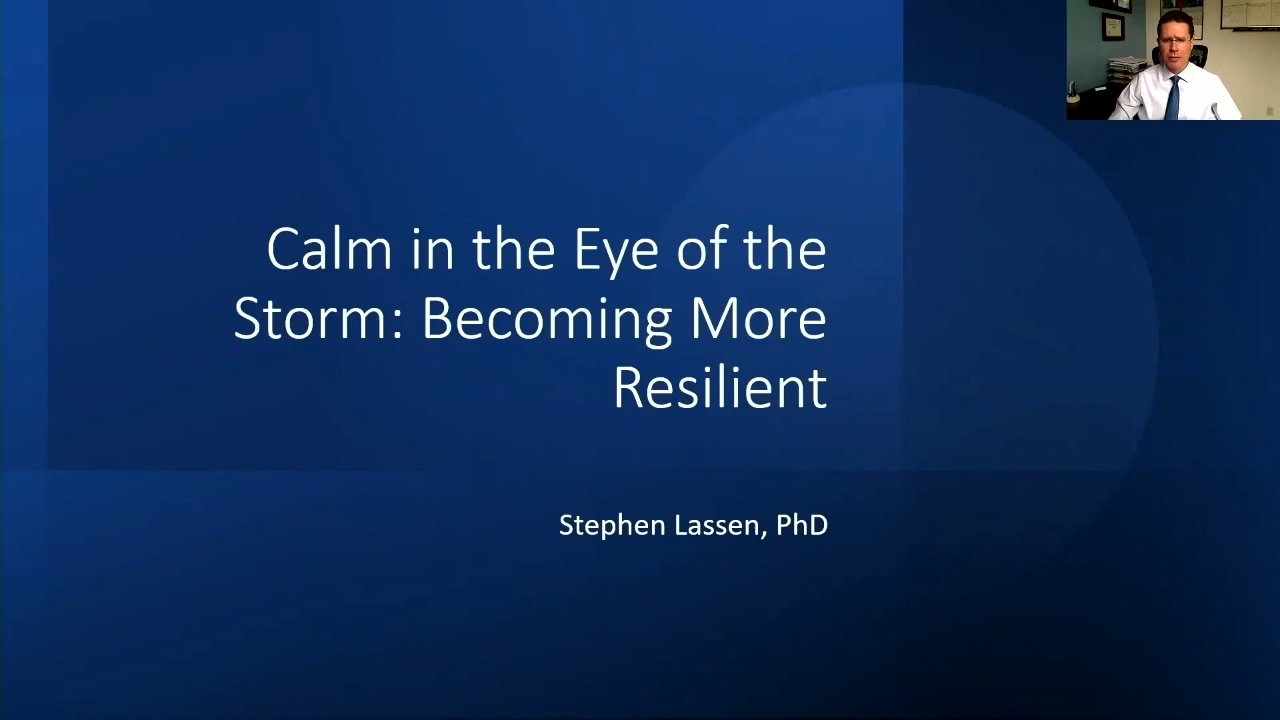 Calm in the Eye of the
Storm: Becoming More
Resilient
Stephen Lassen, PhD